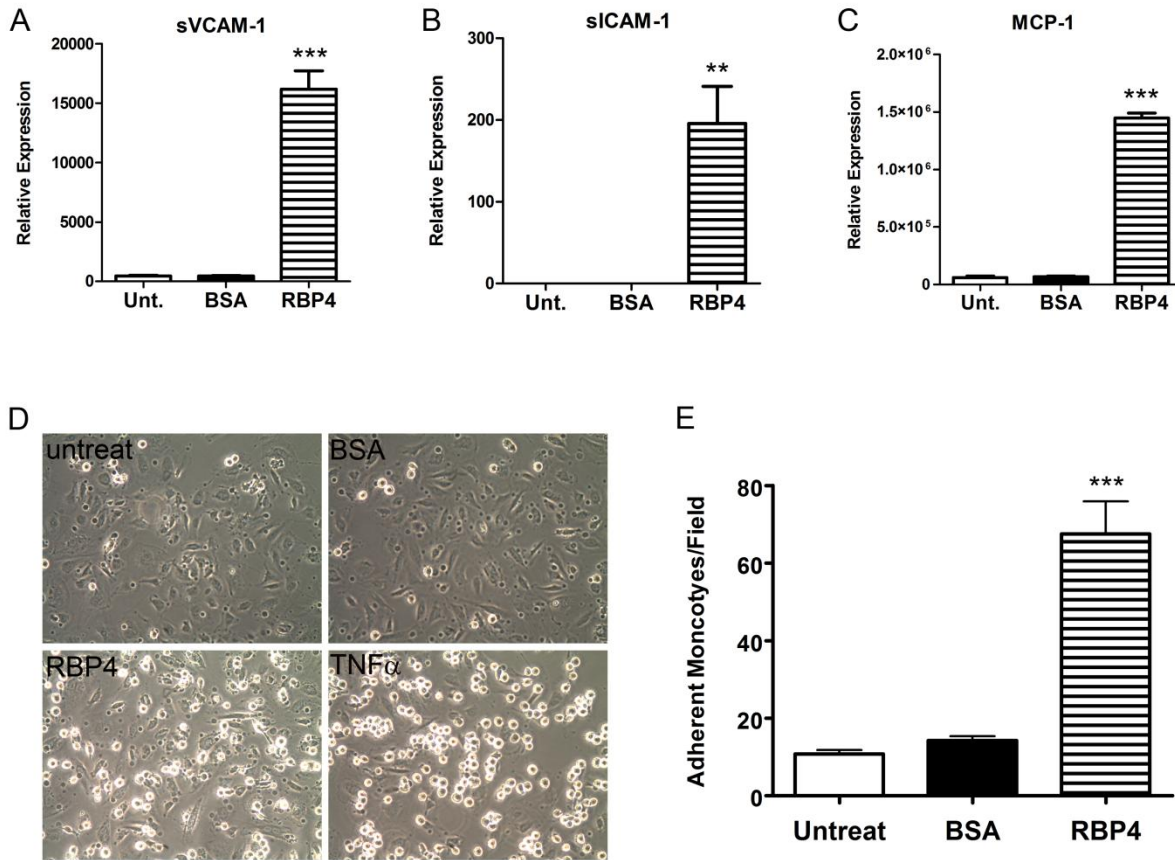 A
sVCAM-1
Relative Expression
20000
15000
10000
5000
0
***
Unt.
BSA
RBP4
B
sICAM-1
Relative Expression
300
200
100
0
**
Unt.
BSA
RBP4
C
MCP-1
Relative Expression
2.0×10⁶
1.5×10⁶
1.0×10⁶
5.0×10⁵
0
***
Unt.
BSA
RBP4
D
untreat
BSA
RBP4
TNFα
E
Adherent Moncotyes/Field
80
60
40
20
0
***
Untreat
BSA
RBP4